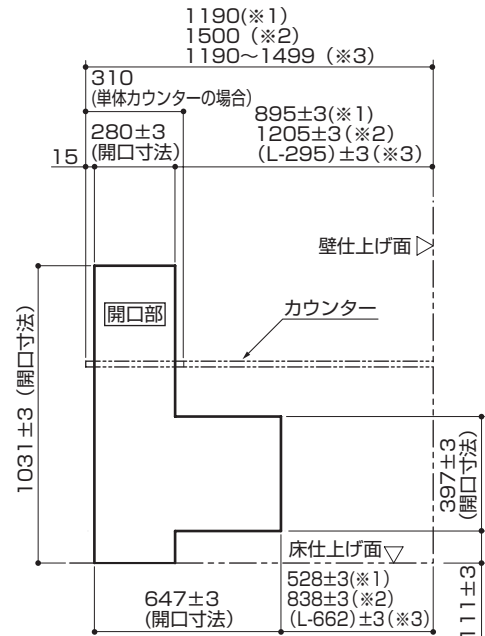 1190(※1)
1500 (※2)
1190～1499 (※3)
310
(単体カウンターの場合)
280±3
(開口寸法)
15
895±3(※1)
1205±3(※2)
(L-295)±3(※3)
壁仕上げ面
開口部
カウンター
1031±3 (開口寸法)
397±3
(開口寸法)
床仕上げ面
647±3
(開口寸法)
528±3(※1)
838±3(※2)
(L-662)±3(※3)
111±3